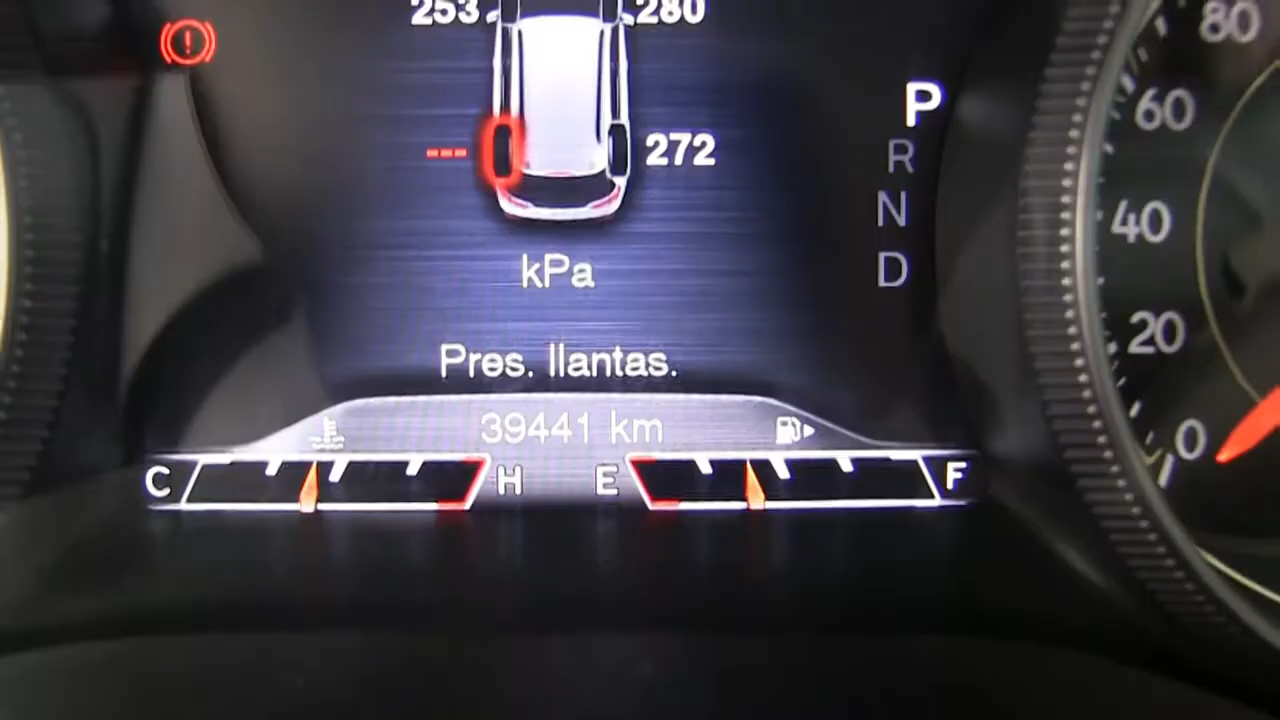 253 280
80
P
60
--- 272
R
N
40
D
kPa
20
Pres. llantas.
39441 km
0
C H E F